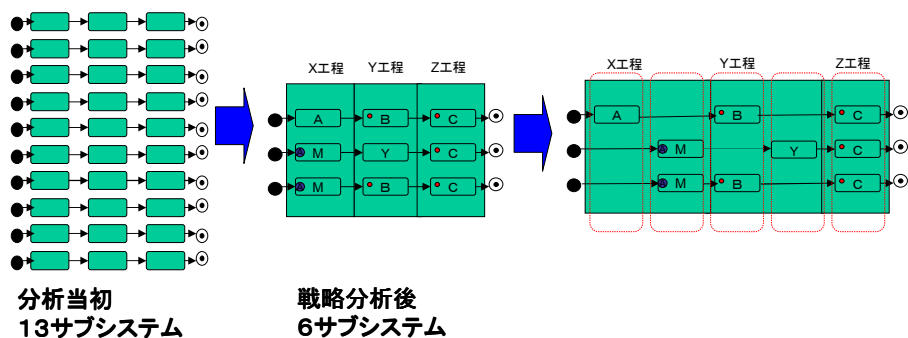 X工程 Y工程 Z工程
A B C
M Y C
M B C
X工程 Y工程 Z工程
A B C
M Y C
M B C
分析当初
13サブシステム
戦略分析後
6サブシステム